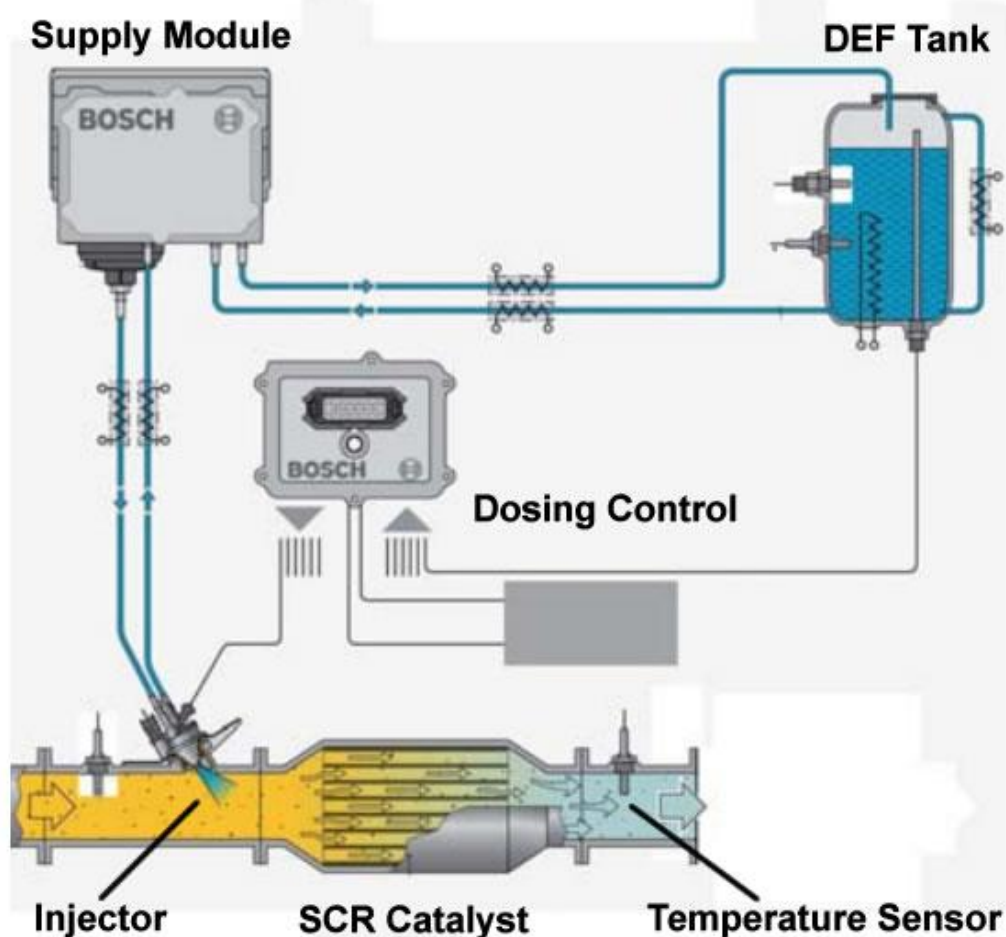 Supply Module
DEF Tank
BOSCH
BOSCH
Dosing Control
Injector
SCR Catalyst
Temperature Sensor